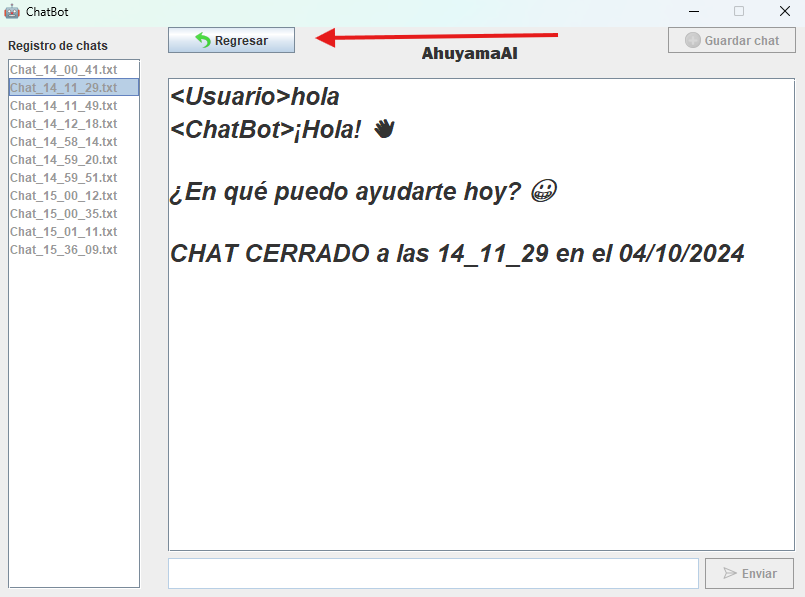 ChatBot
Registro de chats
Regresar
AhuyamaAI
Guardar chat
Chat_14_00_41.txt
Chat_14_11_29.txt
Chat_14_11_49.txt
Chat_14_12_18.txt
Chat_14_58_14.txt
Chat_14_59_20.txt
Chat_14_59_51.txt
Chat_15_00_12.txt
Chat_15_00_35.txt
Chat_15_01_11.txt
Chat_15_36_09.txt
<Usuario>hola
<ChatBot>¡Hola! 👋
¿En qué puedo ayudarte hoy? 😀
CHAT CERRADO a las 14_11_29 en el 04/10/2024
Enviar